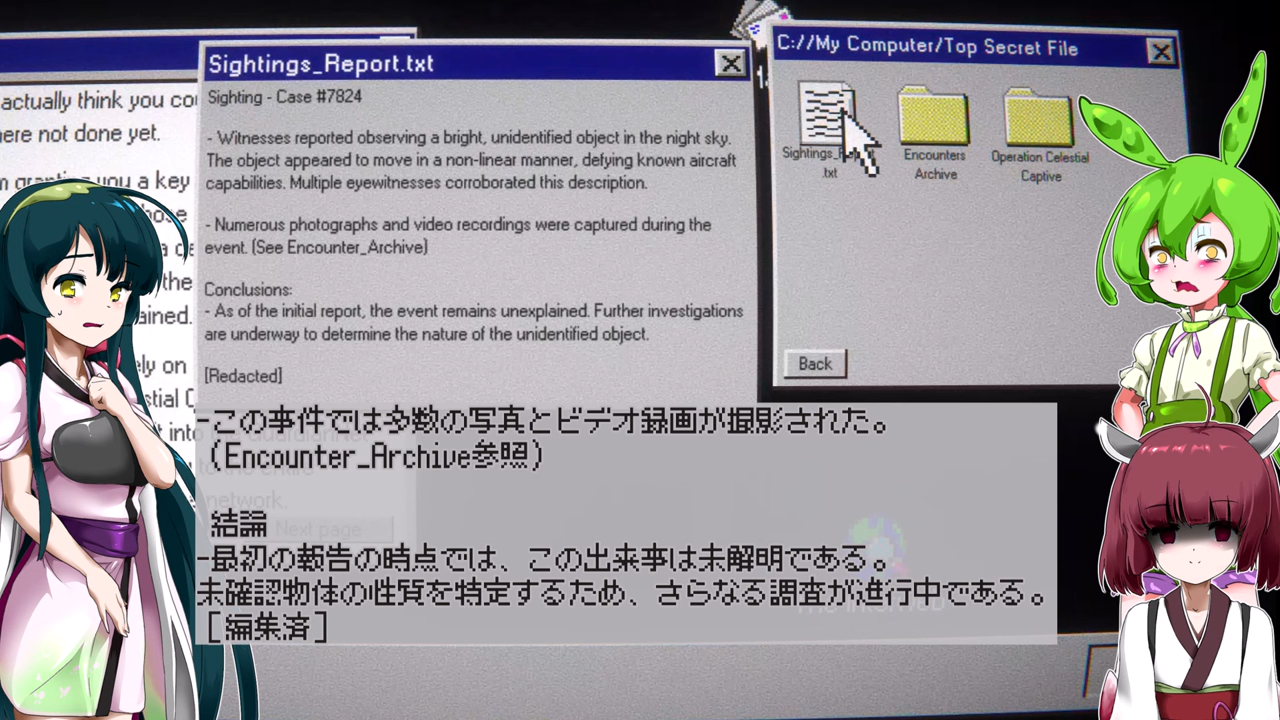 actually think you
here not done yet.
a key
the
ained.
ely on
network.
Next page
Sightings_Report.txt
Sighting - Case #7824
- Witnesses reported observing a bright, unidentified object in the night sky.
The object appeared to move in a non-linear manner, defying known aircraft
capabilities. Multiple eyewitnesses corroborated this description.
- Numerous photographs and video recordings were captured during the
event. (See Encounter_Archive)
Conclusions:
- As of the initial report, the event remains unexplained. Further investigations
are underway to determine the nature of the unidentified object.
[Redacted]
C://My Computer/Top Secret File
.txt
Encounters
Archive
Operation Celestial
Captive
Back
-この事件では多数の写真とビデオ録画が撮影された。
(Encounter_Archive参照)
結論
-最初の報告の時点では、この出来事は未解明である。
未確認物体の性質を特定するため、さらなる調査が進行中である。
[編集済]